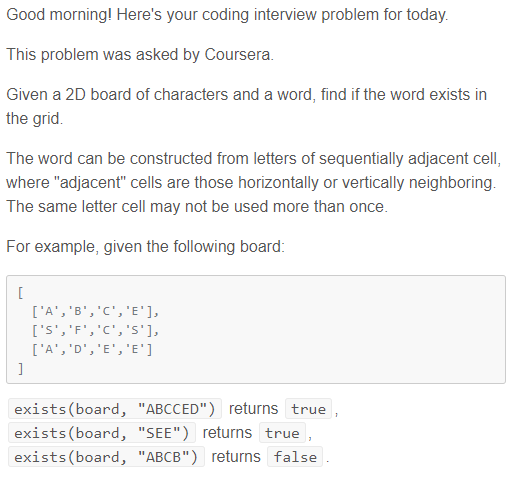 Good morning! Here's your coding interview problem for today.
This problem was asked by Coursera.
Given a 2D board of characters and a word, find if the word exists in
the grid.
The word can be constructed from letters of sequentially adjacent cell,
where "adjacent" cells are those horizontally or vertically neighboring.
The same letter cell may not be used more than once.
For example, given the following board:
[
  ['A','B','C','E'],
  ['S','F','C','S'],
  ['A','D','E','E']
]
exists(board, "ABCCED") returns true ,
exists(board, "SEE") returns true ,
exists(board, "ABCB") returns false .